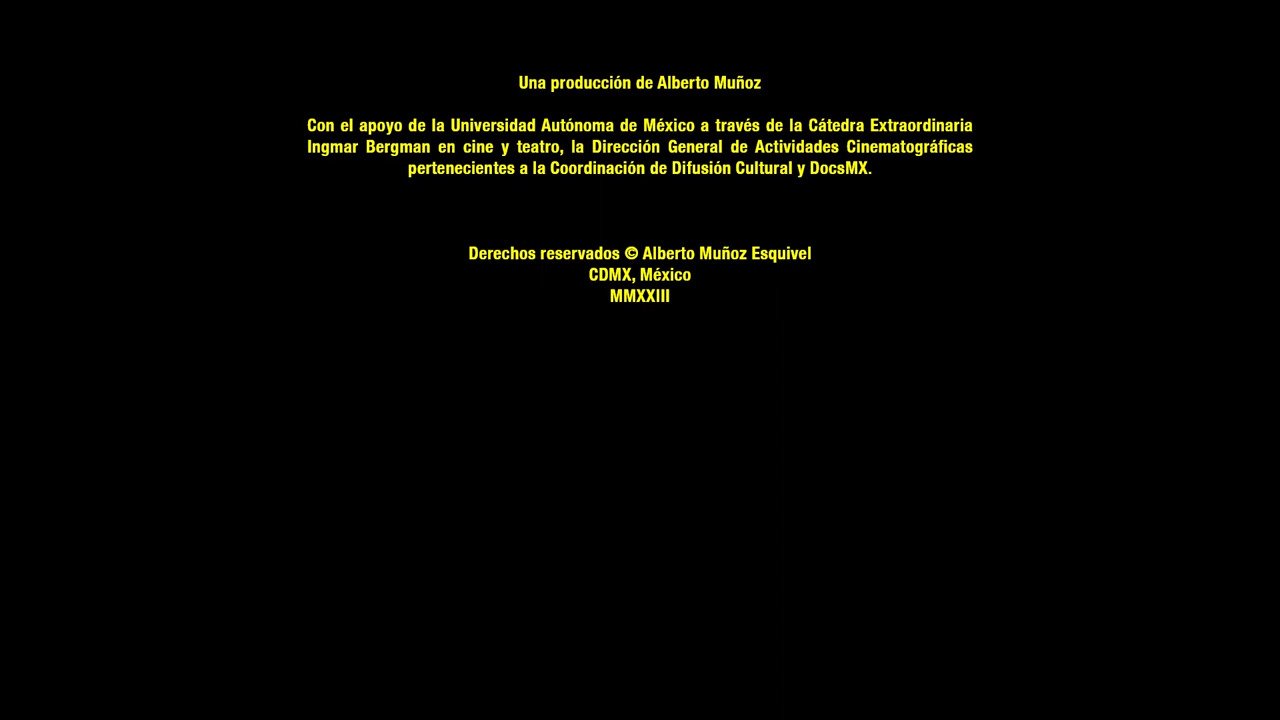 Una producción de Alberto Muñoz
Con el apoyo de la Universidad Autónoma de México a través de la Cátedra Extraordinaria
Ingmar Bergman en cine y teatro, la Dirección General de Actividades Cinematográficas
pertenecientes a la Coordinación de Difusión Cultural y DocsMX.
Derechos reservados © Alberto Muñoz Esquivel
CDMX, México
MMXXIII